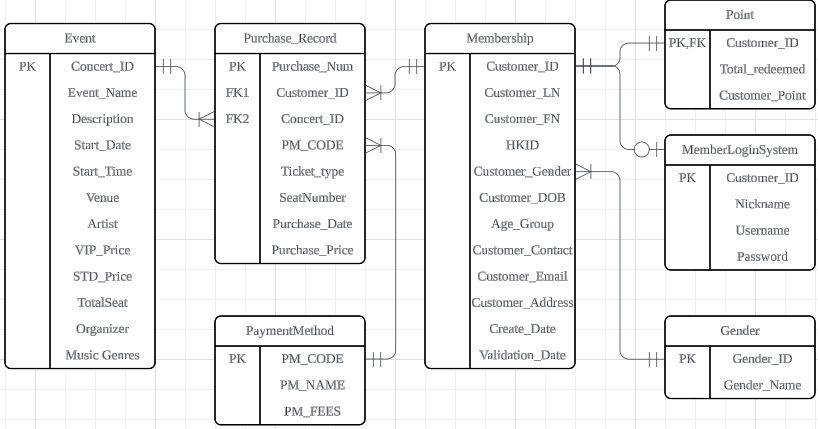 Event
PK Concert_ID
Event_Name
Description
Start_Date
Start_Time
Venue
Artist
VIP_Price
STD_Price
TotalSeat
Organizer
Music Genres
Purchase_Record
PK Purchase_Num
FK1 Customer_ID
FK2 Concert_ID
PM_CODE
Ticket_type
SeatNumber
Purchase_Date
Purchase_Price
PaymentMethod
PK PM_CODE
PM_NAME
PM_FEES
Membership
PK Customer_ID
Customer_LN
Customer_FN
HKID
Customer_Gender
Customer_DOB
Age_Group
Customer_Contact
Customer_Email
Customer_Address
Create_Date
Validation_Date
Point
PK,FK Customer_ID
Total_redeemed
Customer_Point
MemberLoginSystem
PK Customer_ID
Nickname
Username
Password
Gender
PK Gender_ID
Gender_Name